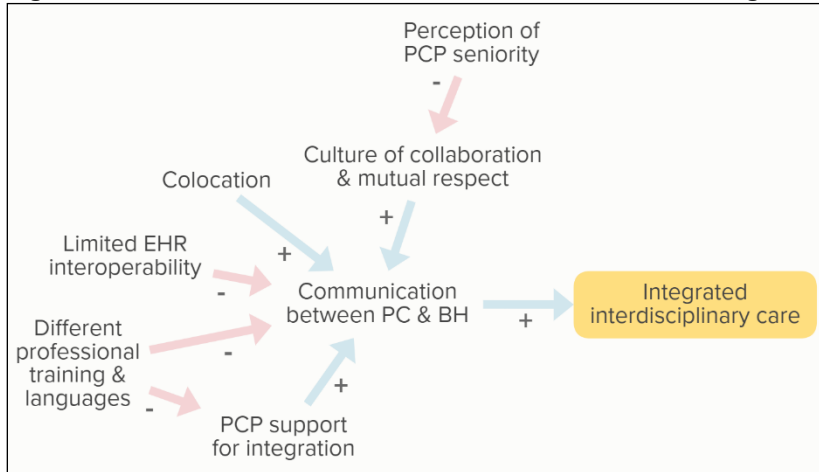 Perception of
PCP seniority
-
Culture of collaboration
& mutual respect
Colocation
+
+
Limited EHR
interoperability
-
Communication
between PC & BH
+
Integrated
interdisciplinary care
Different
professional
training &
languages
-
-
+
PCP support
for integration